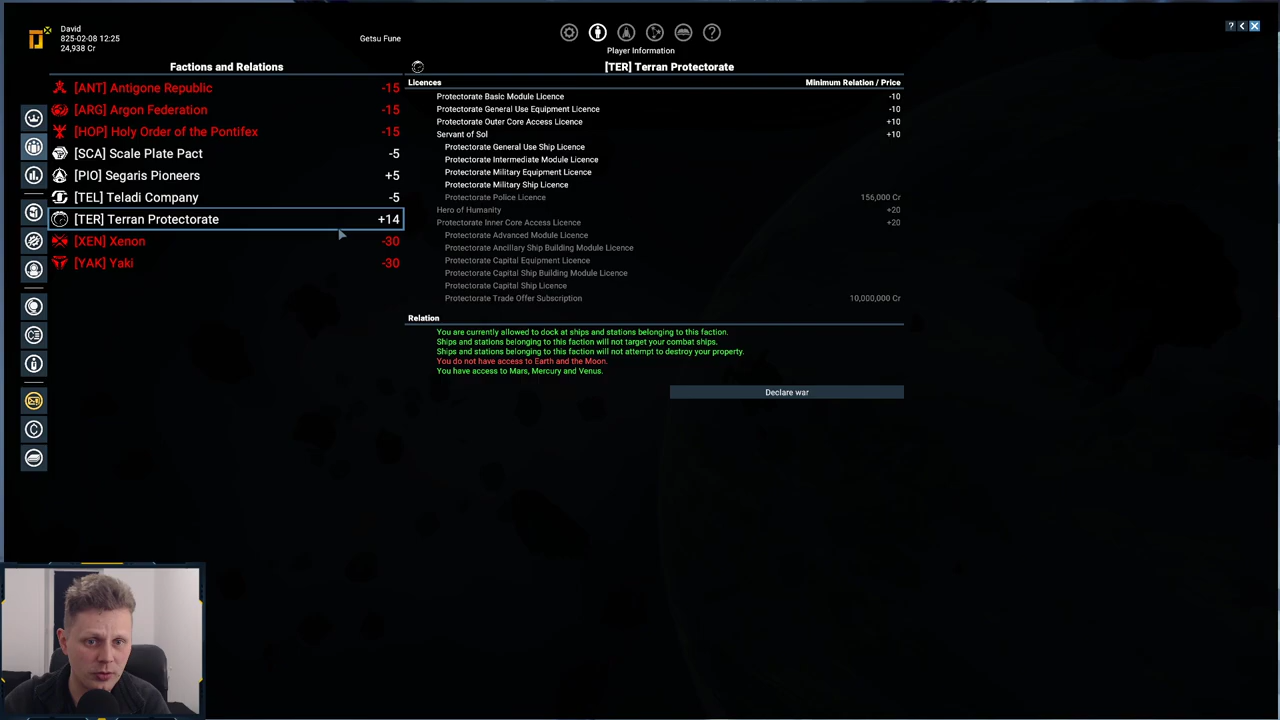 David
825-02-08 12:25
24,938 Cr
Getsu Fune
Player Information
Factions and Relations
[ANT] Antigone Republic -15
[ARG] Argon Federation -15
[HOP] Holy Order of the Pontifex -15
[SCA] Scale Plate Pact -5
[PIO] Segaris Pioneers +5
[TEL] Teladi Company -5
[TER] Terran Protectorate +14
[XEN] Xenon -30
[YAK] Yaki -30
[TER] Terran Protectorate
Licences Minimum Relation / Price
Protectorate Basic Module Licence -10
Protectorate General Use Equipment Licence -10
Protectorate Outer Core Access Licence +10
Servant of Sol +10
Protectorate General Use Ship Licence
Protectorate Intermediate Module Licence
Protectorate Military Equipment Licence
Protectorate Military Ship Licence
Protectorate Police Licence 156,000 Cr
Hero of Humanity +20
Protectorate Inner Core Access Licence +20
Protectorate Advanced Module Licence
Protectorate Ancillary Ship Building Module Licence
Protectorate Capital Equipment Licence
Protectorate Capital Ship Building Module Licence
Protectorate Capital Ship Licence
Protectorate Trade Offer Subscription 10,000,000 Cr
Relation
You are currently allowed to dock at ships and stations belonging to this faction.
Ships and stations belonging to this faction will not target your combat ships.
Ships and stations belonging to this faction will not attempt to destroy your property.
You do not have access to Earth and the Moon.
You have access to Mars, Mercury and Venus.
Declare war